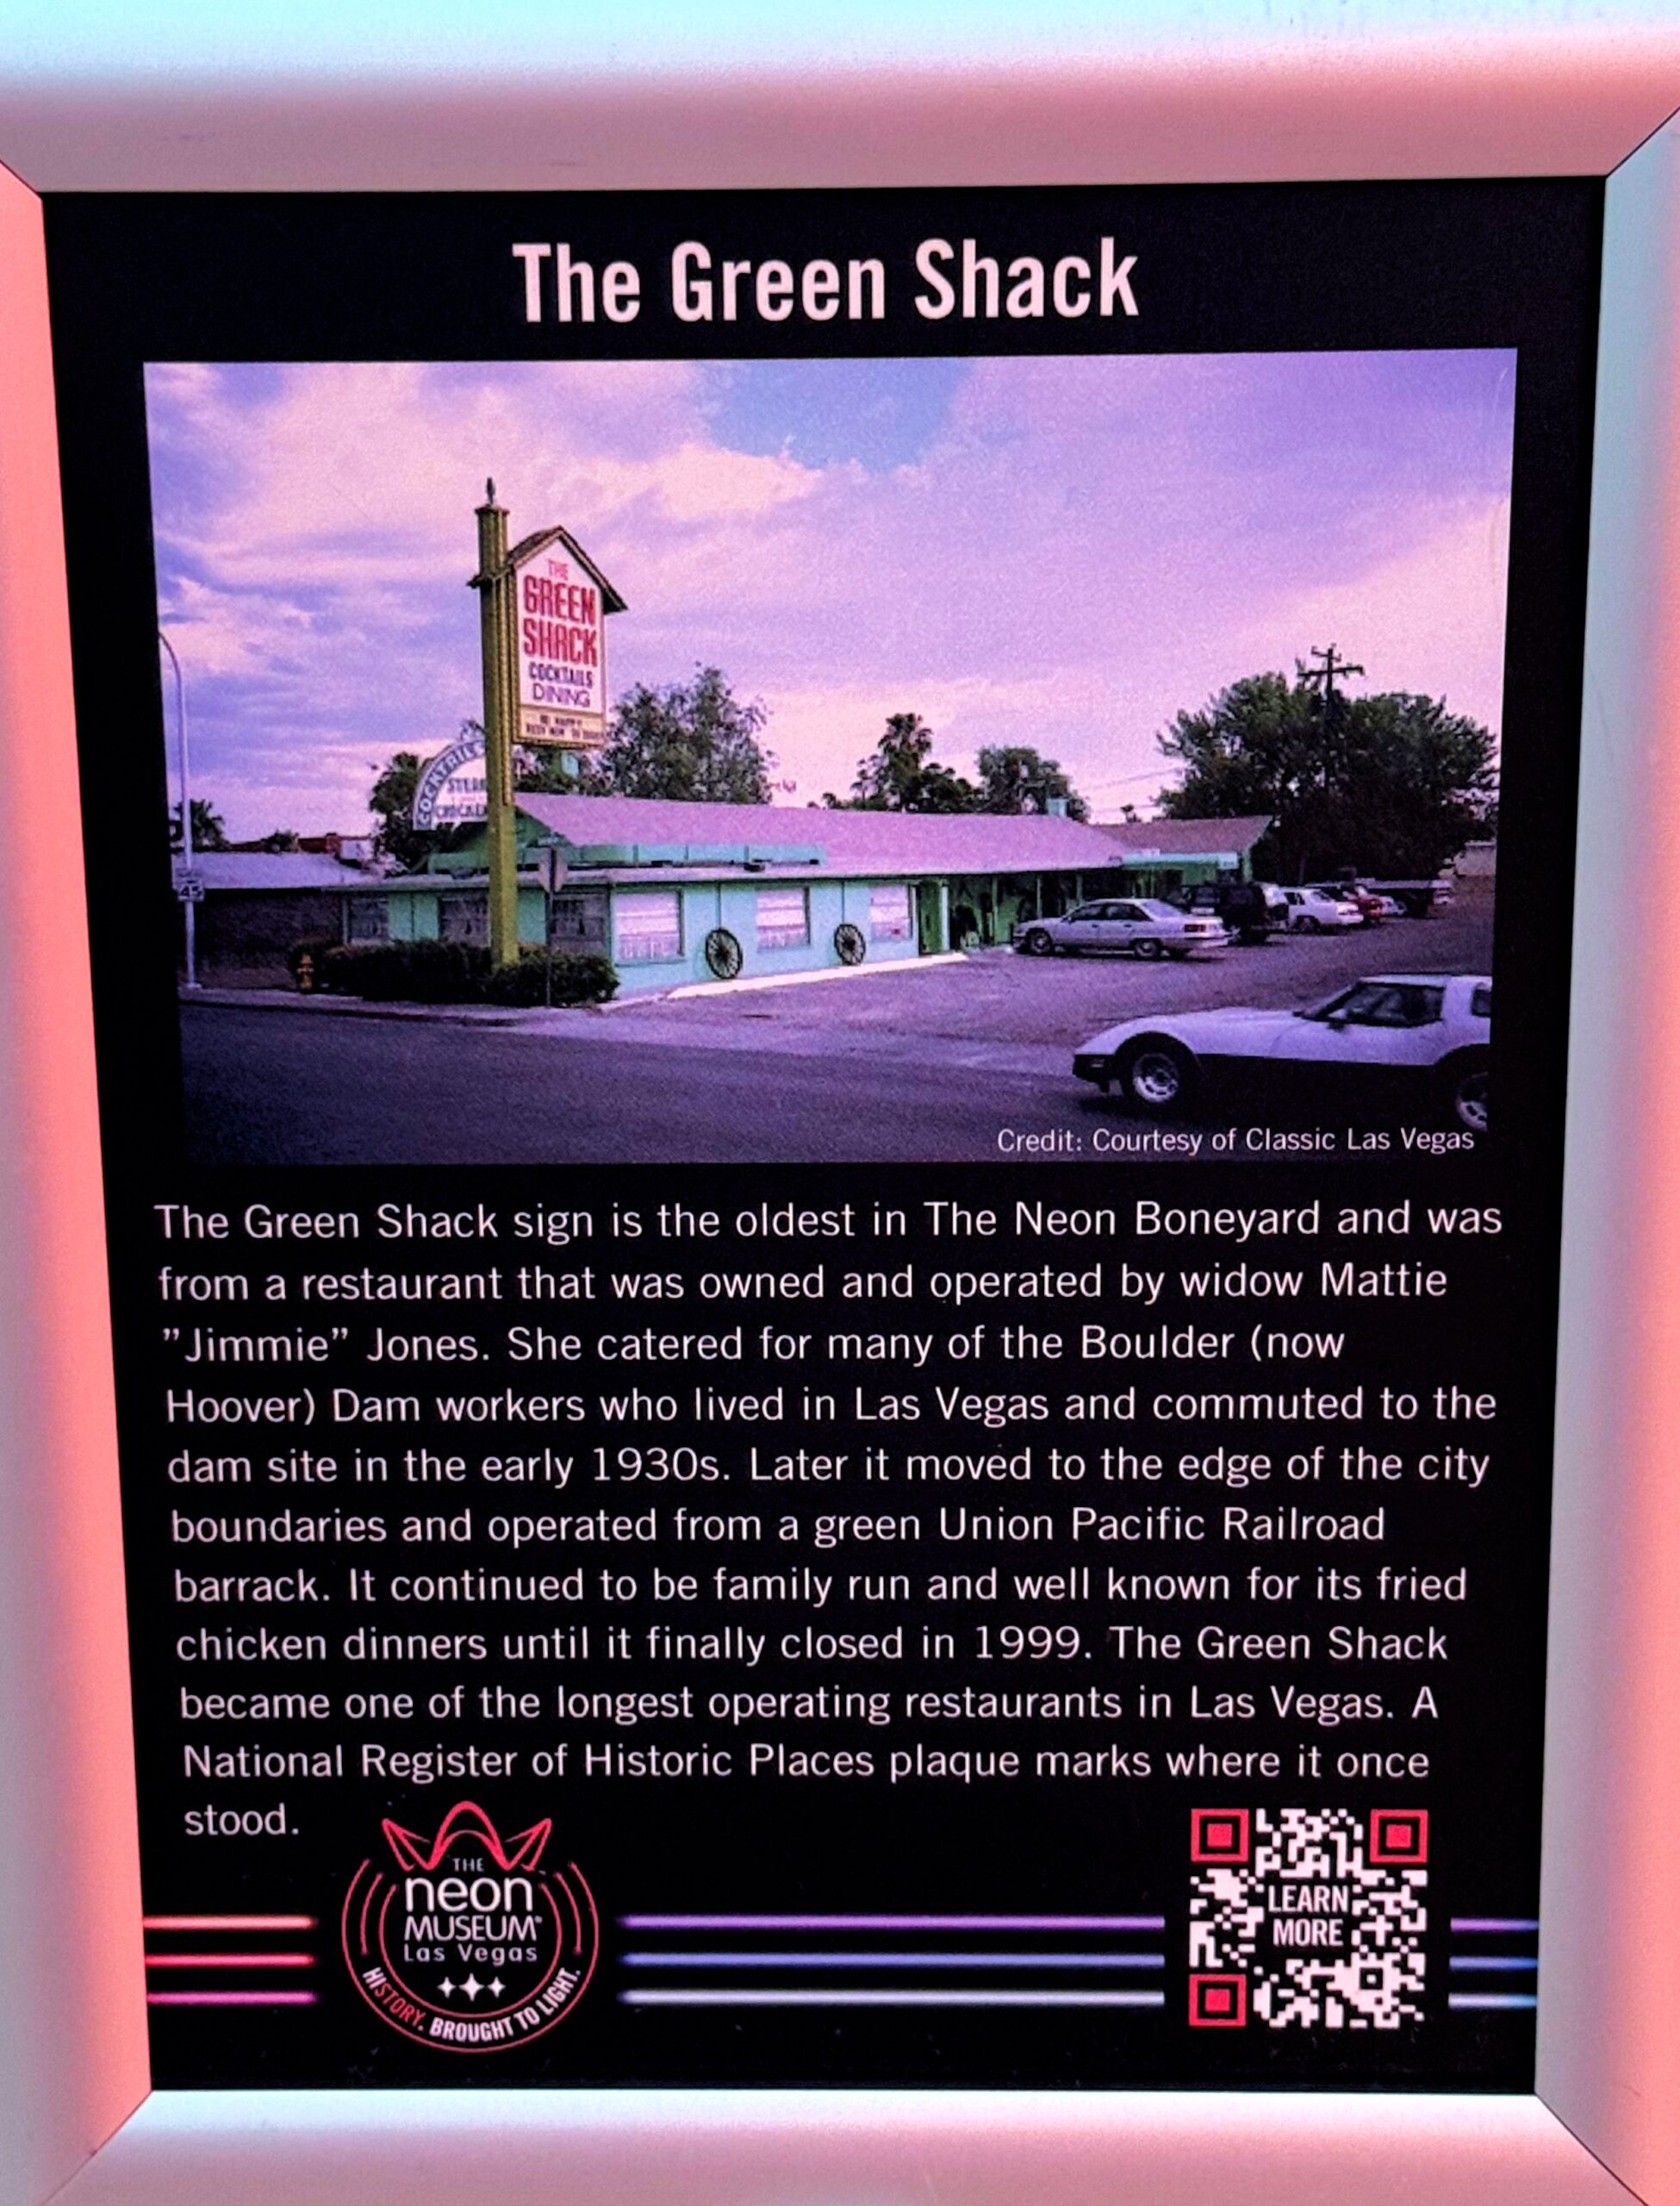 The Green Shack
THE
GREEN
SHACK
COCKTAILS
DINING
COCKTAILS
STEAK
CHICKEN
45
Credit: Courtesy of Classic Las Vegas
The Green Shack sign is the oldest in The Neon Boneyard and was
from a restaurant that was owned and operated by widow Mattie
”Jimmie” Jones. She catered for many of the Boulder (now
Hoover) Dam workers who lived in Las Vegas and commuted to the
dam site in the early 1930s. Later it moved to the edge of the city
boundaries and operated from a green Union Pacific Railroad
barrack. It continued to be family run and well known for its fried
chicken dinners until it finally closed in 1999. The Green Shack
became one of the longest operating restaurants in Las Vegas. A
National Register of Historic Places plaque marks where it once
stood.
THE
neon
MUSEUM®
Las Vegas
HISTORY. BROUGHT TO LIGHT.
LEARN
MORE